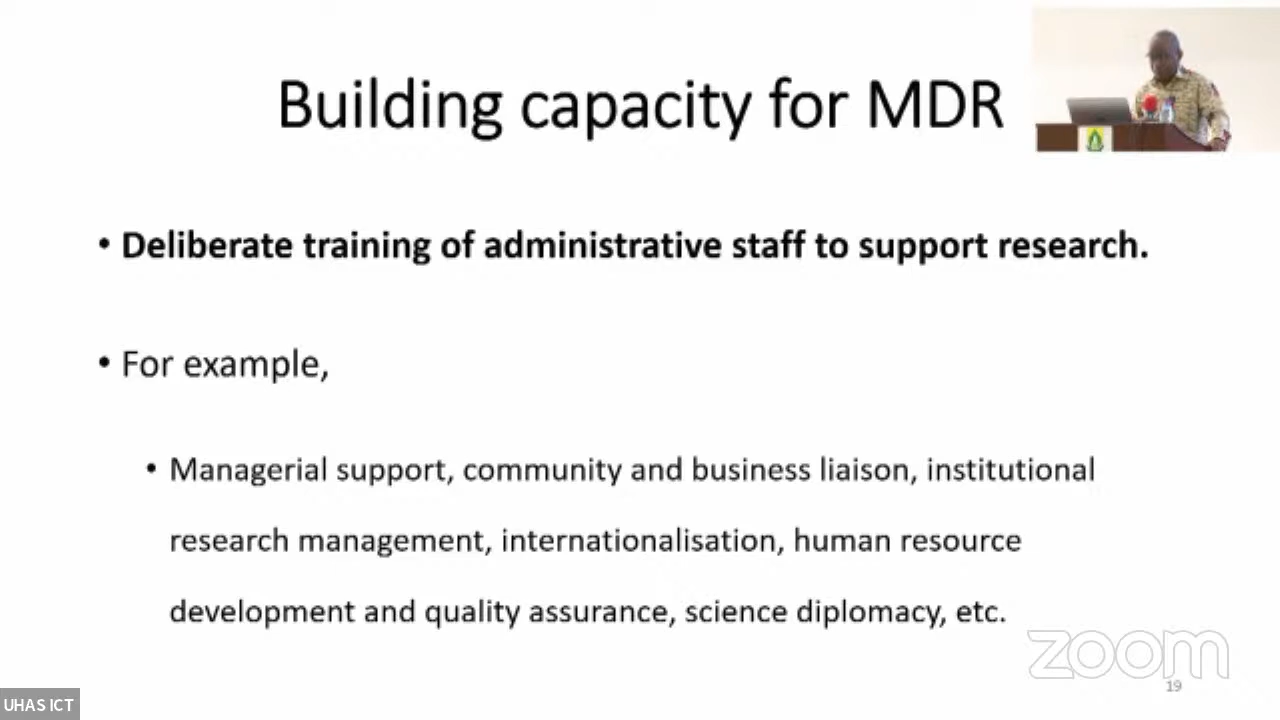 Building capacity for MDR
• Deliberate training of administrative staff to support research.
• For example,
• Managerial support, community and business liaison, institutional
research management, internationalisation, human resource
development and quality assurance, science diplomacy, etc.
zoom
19
UHAS ICT